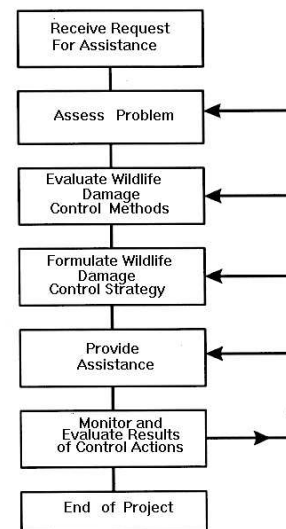 Receive Request
For Assistance
Assess Problem
Evaluate Wildlife
Damage
Control Methods
Formulate Wildlife
Damage
Control Strategy
Provide
Assistance
Monitor and
Evaluate Results
of Control Actions
End of Project